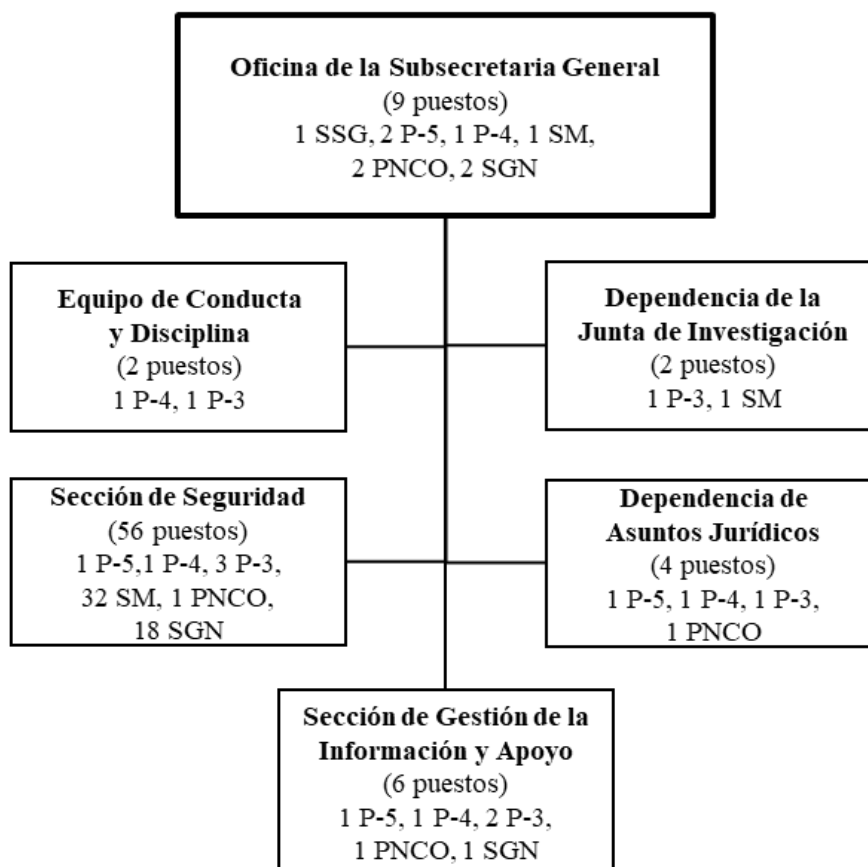 Oficina de la Subsecretaria General
(9 puestos)
1 SSG, 2 P-5, 1 P-4, 1 SM,
2 PNCO, 2 SGN
Equipo de Conducta
y Disciplina
(2 puestos)
1 P-4, 1 P-3
Dependencia de la
Junta de Investigación
(2 puestos)
1 P-3, 1 SM
Sección de Seguridad
(56 puestos)
1 P-5,1 P-4, 3 P-3,
32 SM, 1 PNCO,
18 SGN
Dependencia de
Asuntos Jurídicos
(4 puestos)
1 P-5, 1 P-4, 1 P-3,
1 PNCO
Sección de Gestión de la
Información y Apoyo
(6 puestos)
1 P-5, 1 P-4, 2 P-3,
1 PNCO, 1 SGN